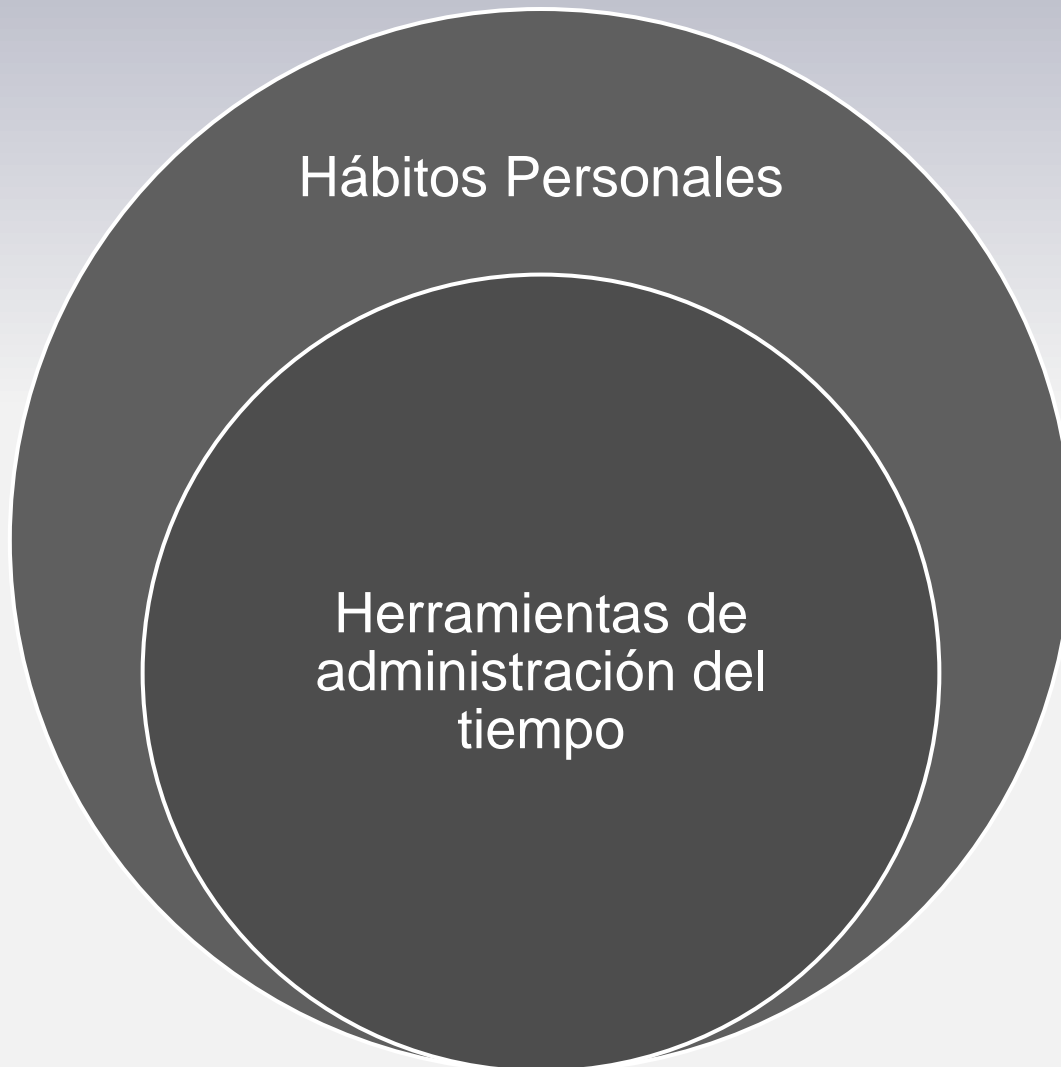 Hábitos Personales
Herramientas de
administración del
tiempo